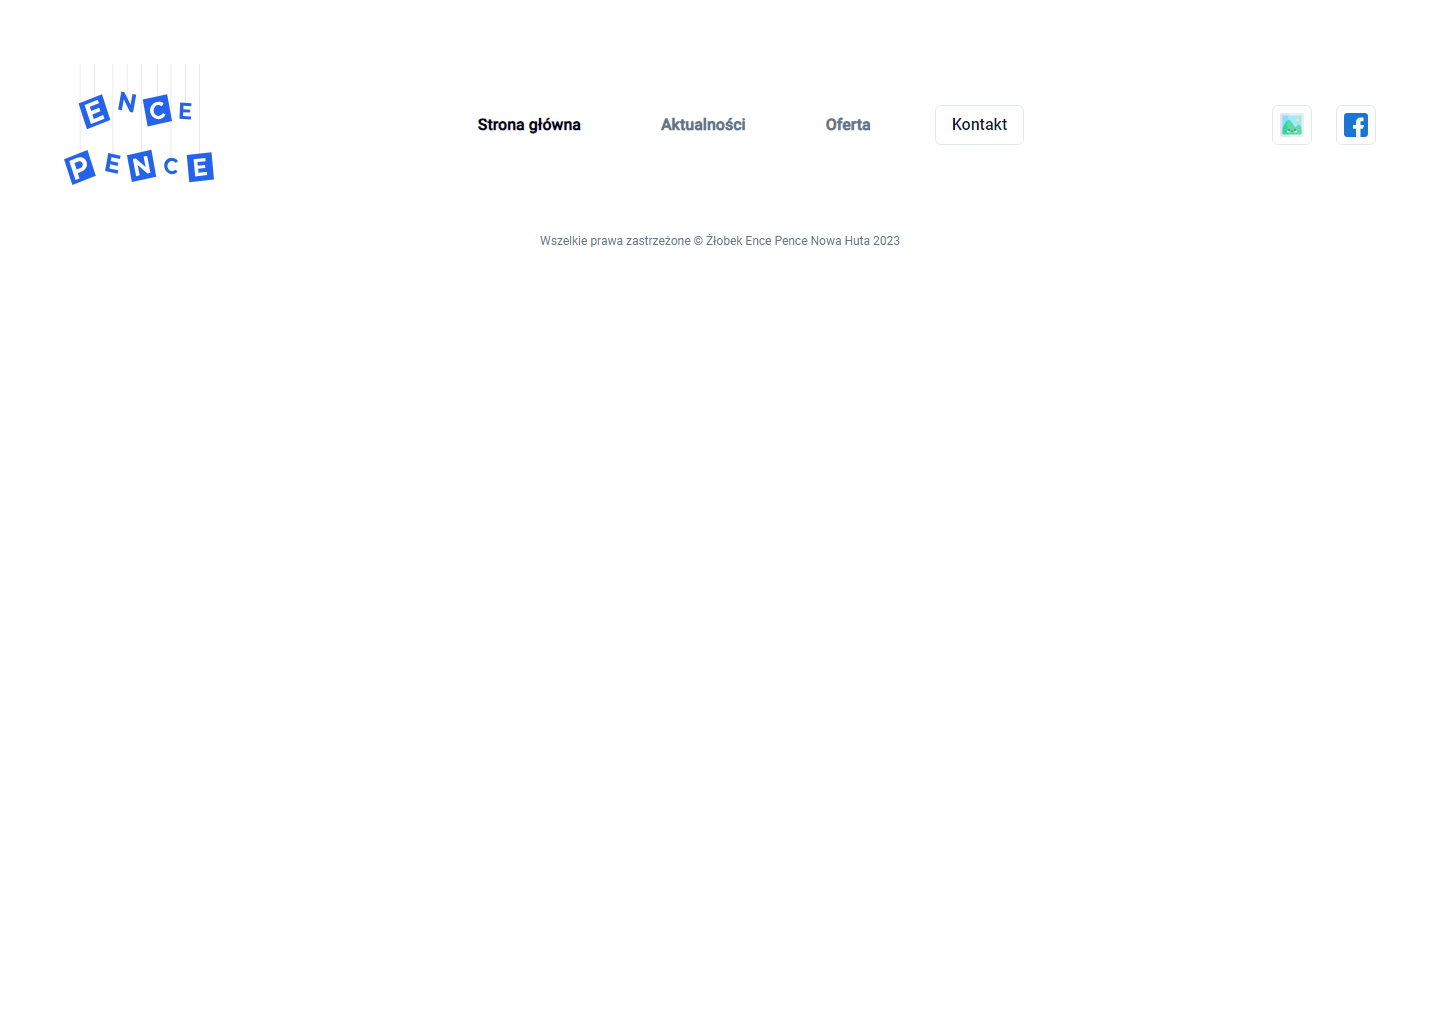 ENCE
PENCE
Strona główna
Aktualności
Oferta
Kontakt
Wszelkie prawa zastrzeżone © Żłobek Ence Pence Nowa Huta 2023